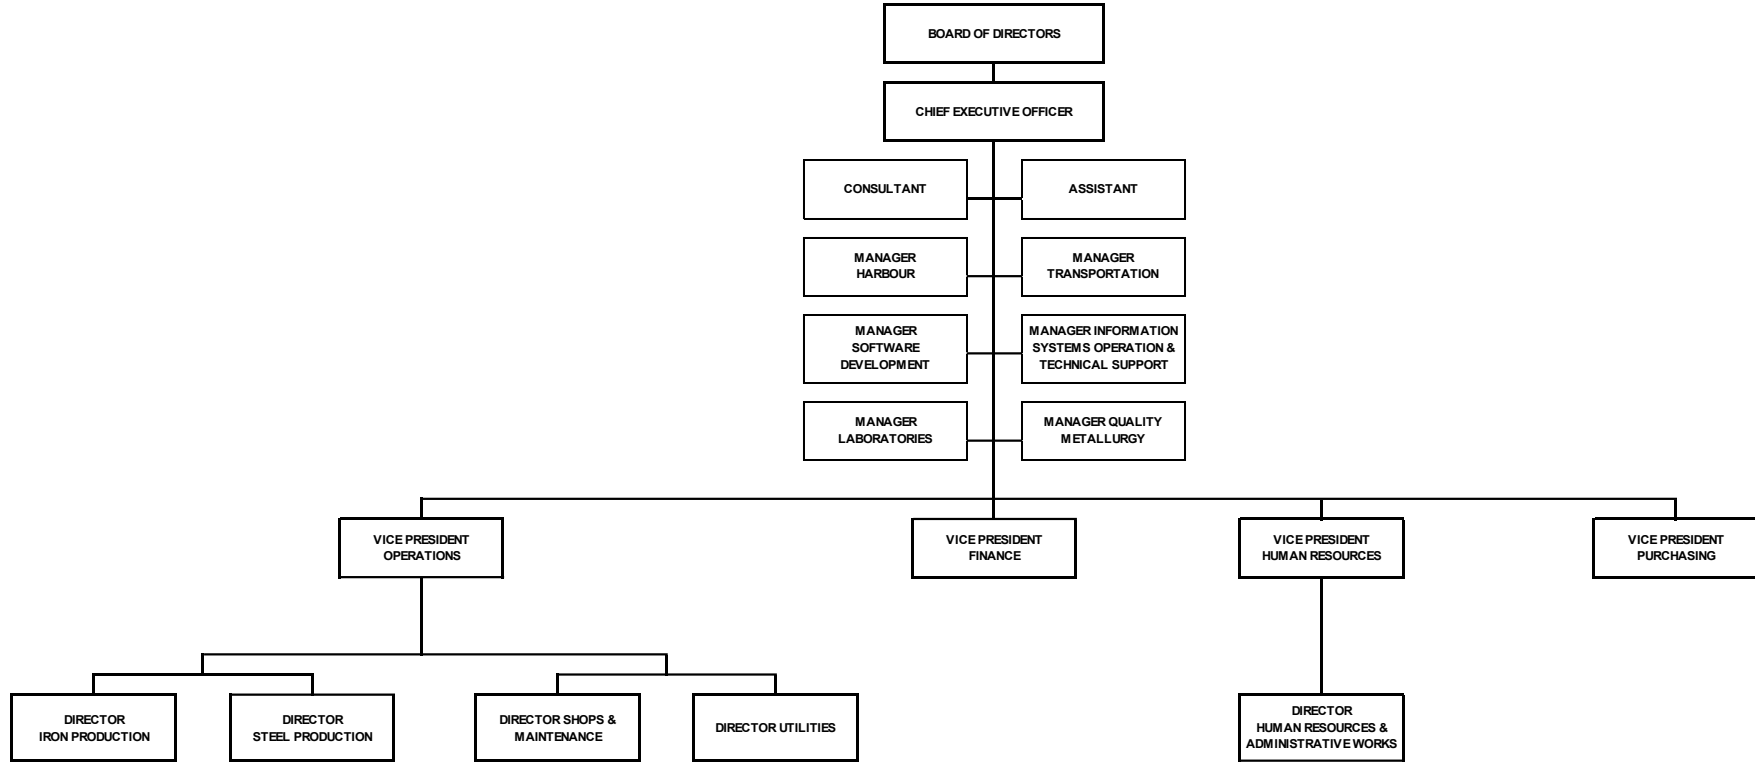 BOARD OF DIRECTORS
CHIEF EXECUTIVE OFFICER
CONSULTANT
ASSISTANT
MANAGER
HARBOUR
MANAGER
TRANSPORTATION
MANAGER
SOFTWARE
DEVELOPMENT
MANAGER INFORMATION
SYSTEMS OPERATION &
TECHNICAL SUPPORT
MANAGER
LABORATORIES
MANAGER QUALITY
METALLURGY
VICE PRESIDENT
OPERATIONS
VICE PRESIDENT
FINANCE
VICE PRESIDENT
HUMAN RESOURCES
VICE PRESIDENT
PURCHASING
DIRECTOR
IRON PRODUCTION
DIRECTOR
STEEL PRODUCTION
DIRECTOR SHOPS &
MAINTENANCE
DIRECTOR UTILITIES
DIRECTOR
HUMAN RESOURCES &
ADMINISTRATIVE WORKS